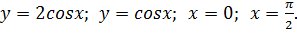 y = 2cosx; y = cosx; x = 0; x = π/2.